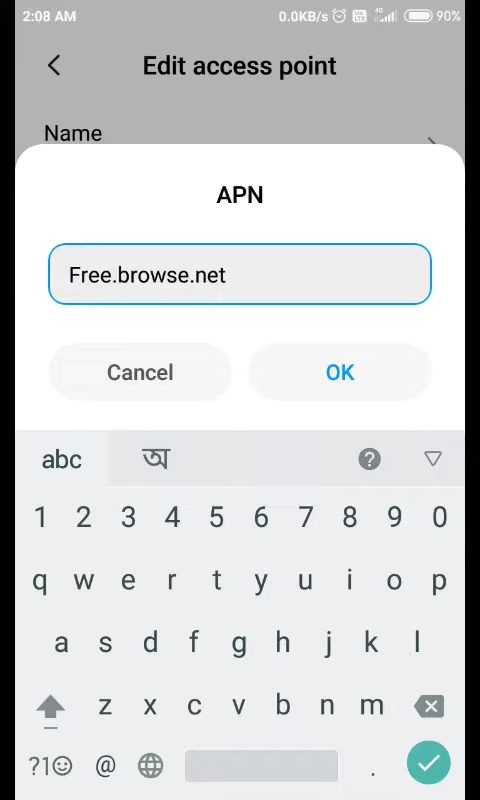 2:08 AM 0.0KB/s 4G 90%
Edit access point
Name
APN
Free.browse.net
Cancel OK
abc অ ?
1 2 3 4 5 6 7 8 9 0
q w e r t y u i o p
a s d f g h j k l
z x c v b n m
?1☺ @ .